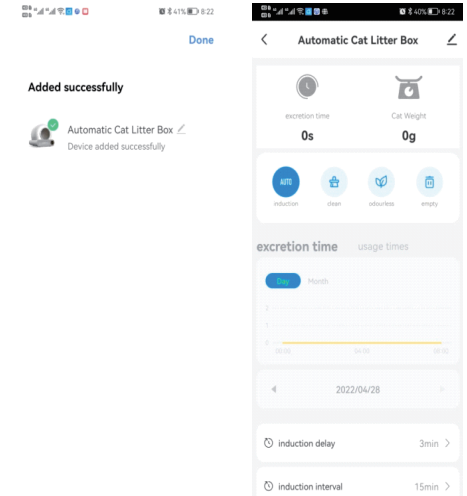 41% 8:22
Done
Added successfully
Automatic Cat Litter Box
Device added successfully
40% 8:22
Automatic Cat Litter Box
excretion time
Cat Weight
0s
0g
AUTO
induction
clean
odourless
empty
excretion time
usage times
Day
Month
00:00
04:00
2022/04/28
induction delay
3min
induction interval
15min